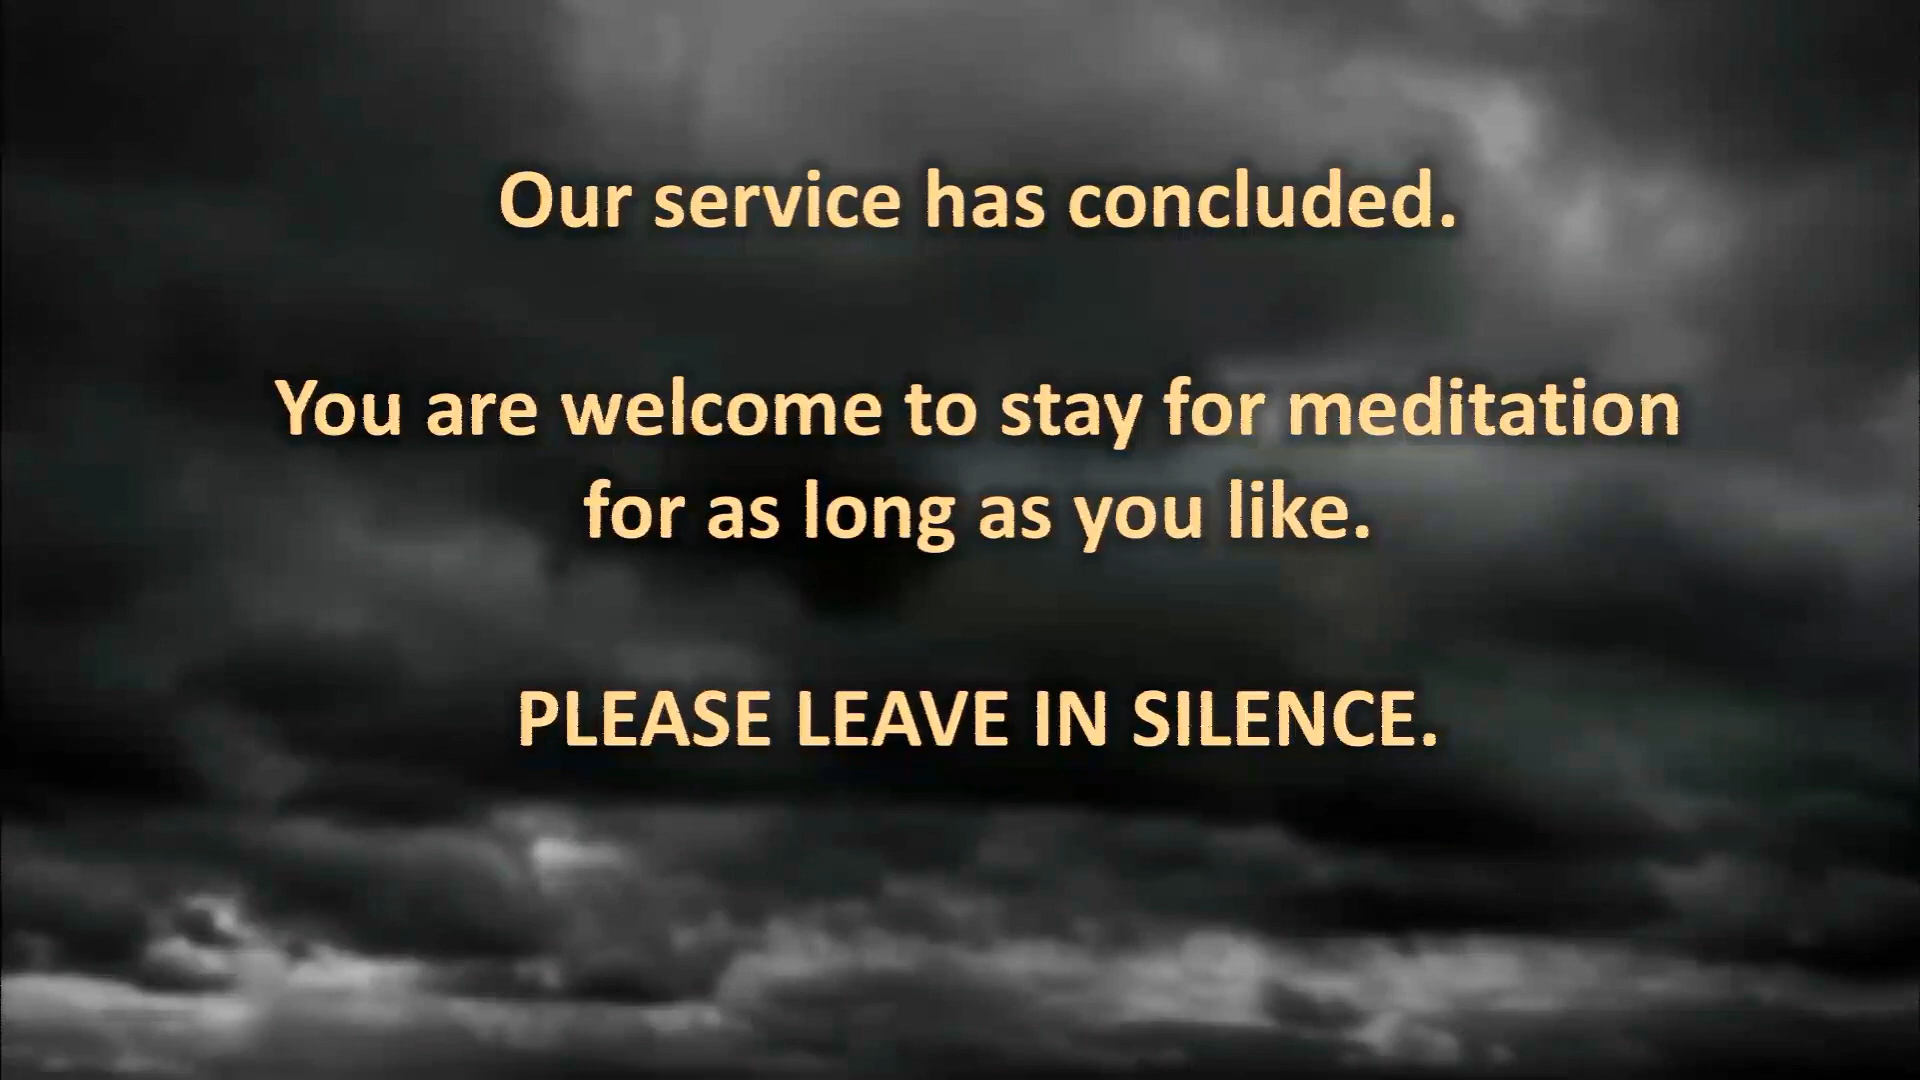 Our service has concluded.
You are welcome to stay for meditation
for as long as you like.
PLEASE LEAVE IN SILENCE.